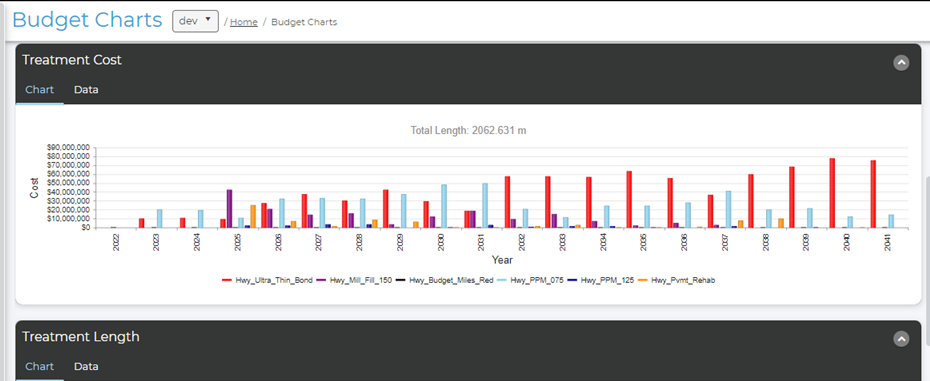 Budget Charts dev / Home / Budget Charts
Treatment Cost
Chart Data
Total Length: 2062.631 m
$90,000,000
$80,000,000
$70,000,000
$60,000,000
$50,000,000
$40,000,000
$30,000,000
$20,000,000
$10,000,000
$0
Cost
2022 2023 2024 2025 2026 2027 2028 2029 2030 2031 2032 2033 2034 2035 2036 2037 2038 2039 2040 2041
Year
Hwy_Ultra_Thin_Bond Hwy_Mill_Fill_150 Hwy_Budget_Miles_Red Hwy_PPM_075 Hwy_PPM_125 Hwy_Pvmt_Rehab
Treatment Length
Chart Data